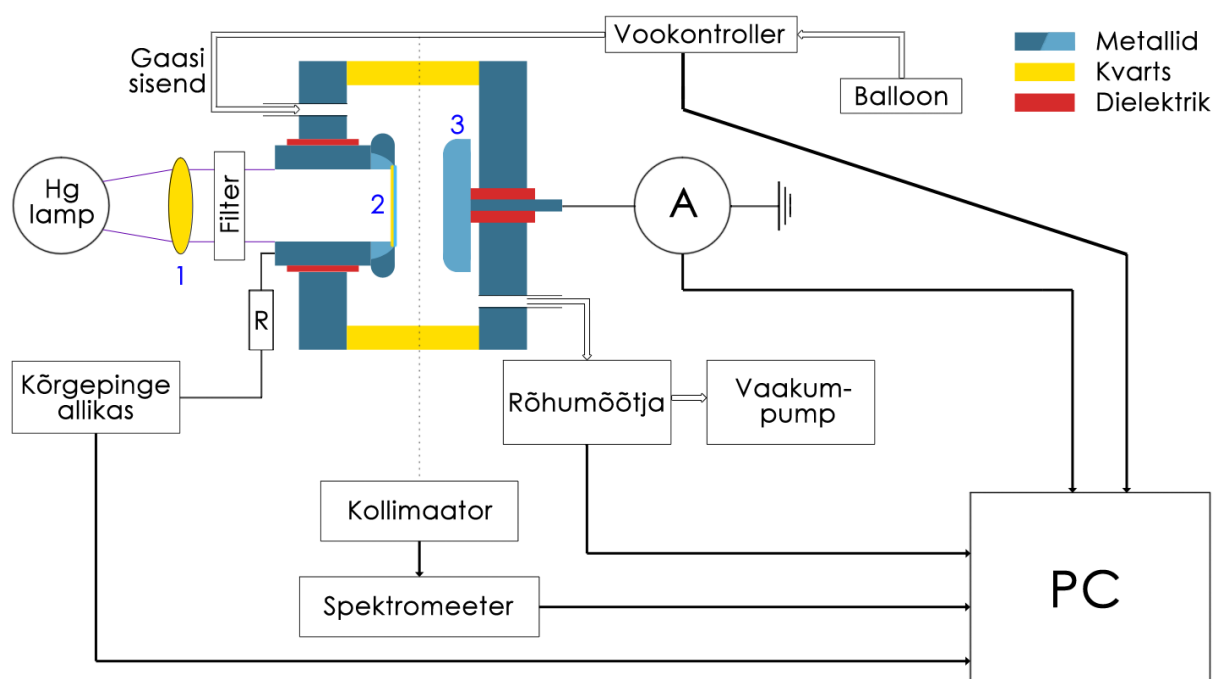 Vookontroller
Balloon
Metallid
Kvarts
Dielektrik
Gaasi
sisend
Hg
lamp
1
Filter
2
3
A
R
Kõrgepinge
allikas
Rõhumõõtja
Vaakum-
pump
Kollimaator
Spektromeeter
PC